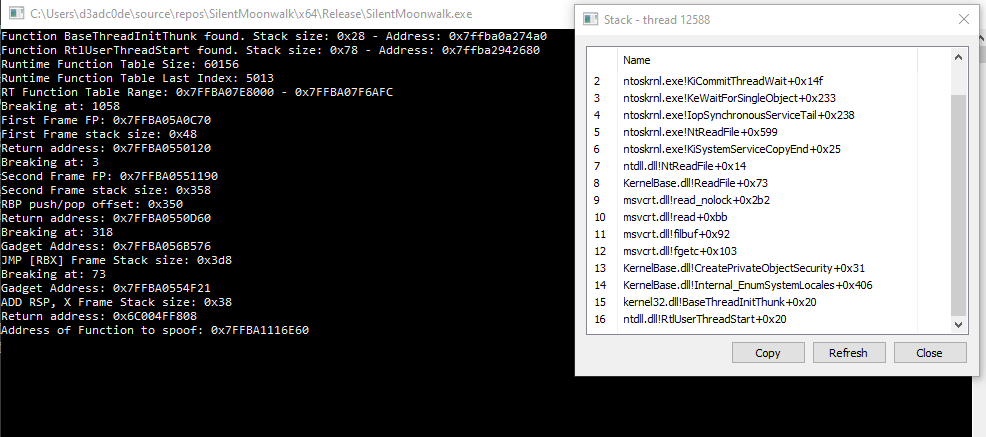 C:\Users\d3adc0de\source\repos\SilentMoonwalk\x64\Release\SilentMoonwalk.exe
Function BaseThreadInitThunk found. Stack size: 0x28 - Address: 0x7ffba0a274a0
Function RtlUserThreadStart found. Stack size: 0x78 - Address: 0x7ffba2942680
Runtime Function Table Size: 60156
Runtime Function Table Last Index: 5013
RT Function Table Range: 0x7FFBA07E8000 - 0x7FFBA07F6AFC
Breaking at: 1058
First Frame FP: 0x7FFBA05A0C70
First Frame stack size: 0x48
Return address: 0x7FFBA0550120
Breaking at: 3
Second Frame FP: 0x7FFBA0551190
Second Frame stack size: 0x358
RBP push/pop offset: 0x350
Return address: 0x7FFBA0550D60
Breaking at: 318
Gadget Address: 0x7FFBA056B576
JMP [RBX] Frame Stack size: 0x3d8
Breaking at: 73
Gadget Address: 0x7FFBA0554F21
ADD RSP, X Frame Stack size: 0x38
Return address: 0x6C004FF808
Address of Function to spoof: 0x7FFBA1116E60
Stack - thread 12588
Name
2 ntoskrnl.exe!KiCommitThreadWait+0x14f
3 ntoskrnl.exe!KeWaitForSingleObject+0x233
4 ntoskrnl.exe!IopSynchronousServiceTail+0x238
5 ntoskrnl.exe!NtReadFile+0x599
6 ntoskrnl.exe!KiSystemServiceCopyEnd+0x25
7 ntdll.dll!NtReadFile+0x14
8 KernelBase.dll!ReadFile+0x73
9 msvcrt.dll!read_nolock+0x2b2
10 msvcrt.dll!read+0xbb
11 msvcrt.dll!filbuf+0x92
12 msvcrt.dll!fgetc+0x103
13 KernelBase.dll!CreatePrivateObjectSecurity+0x31
14 KernelBase.dll!Internal_EnumSystemLocales+0x406
15 kernel32.dll!BaseThreadInitThunk+0x20
16 ntdll.dll!RtlUserThreadStart+0x20
Copy Refresh Close